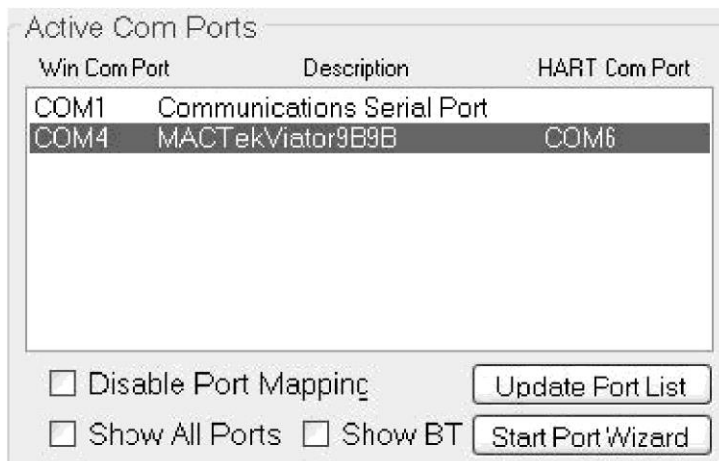 Active Com Ports
Win Com Port Description HART Com Port
COM1 Communications Serial Port
COM4 MACTekViator9B9B COM6
Disable Port Mapping Update Port List
Show All Ports Show BT Start Port Wizard